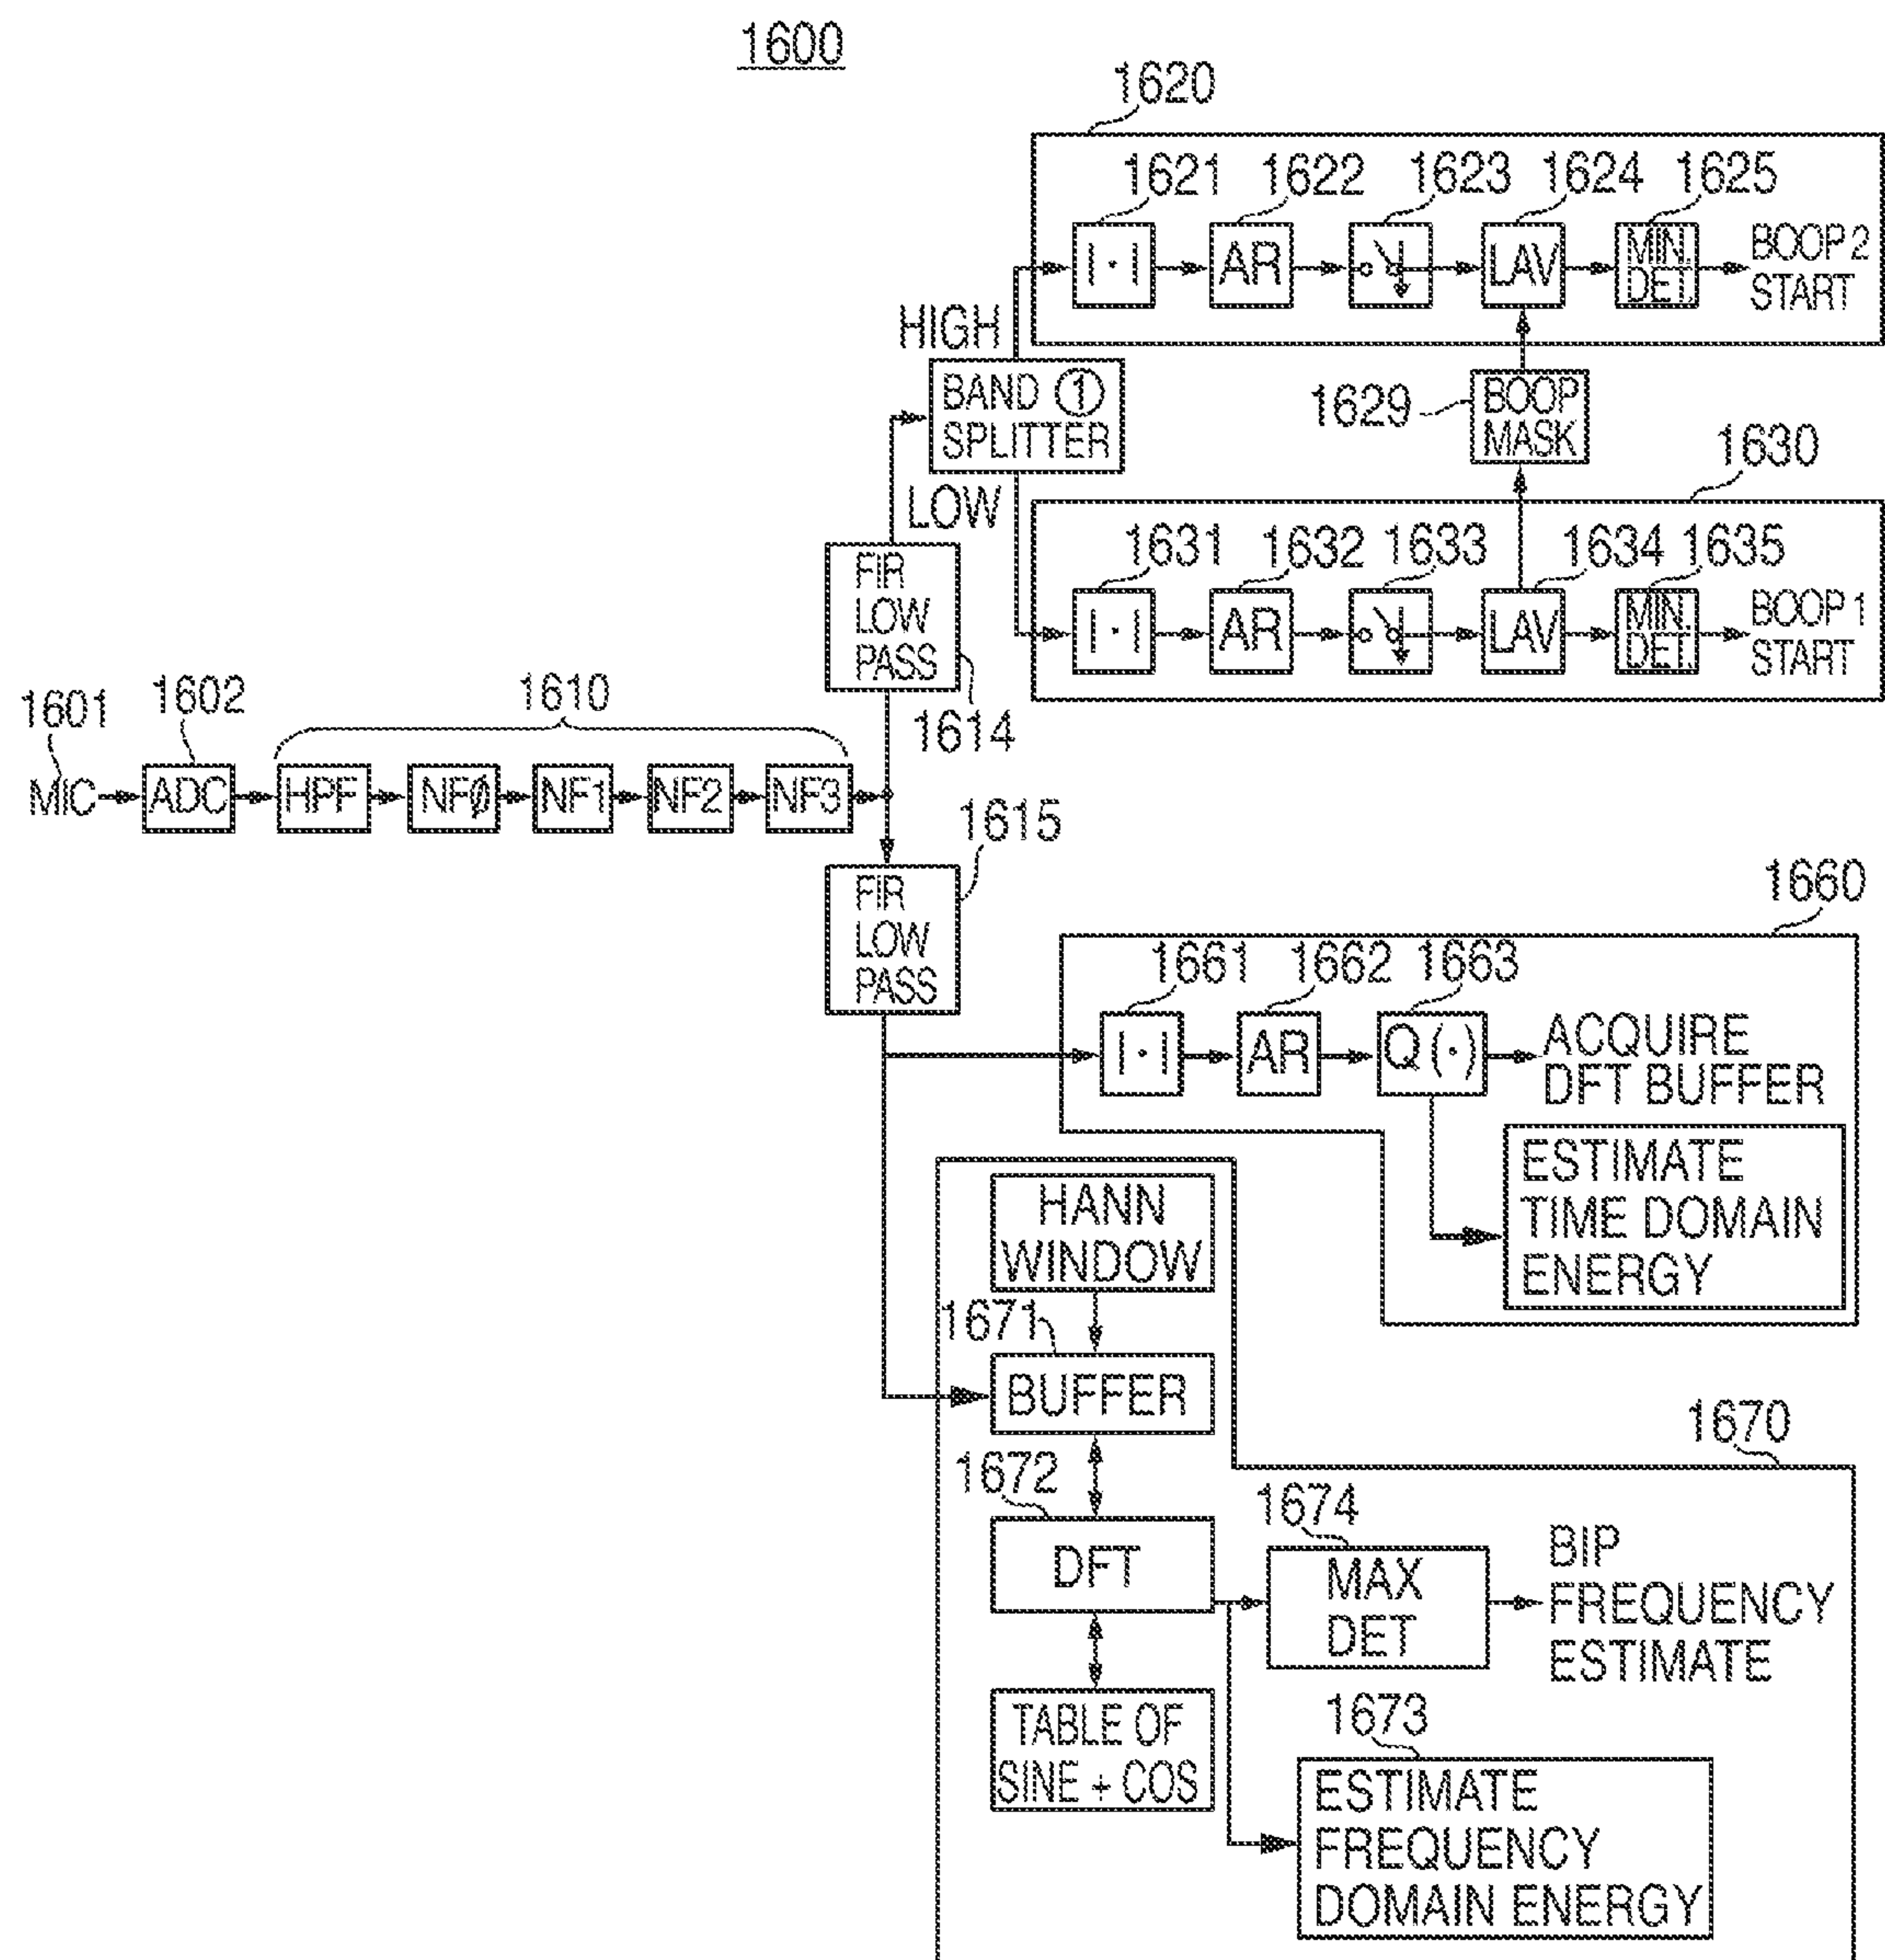 1600
1620
1621 1622 1623 1624 1625
|·| AR LAV MIN. DET. BOOP 2 START
HIGH
BAND ① SPLITTER
LOW
1629 BOOP MASK
1630
1631 1632 1633 1634 1635
|·| AR LAV MIN. DET. BOOP 1 START
FIR
LOW
PASS
1614
1601 1602 1610
MIC ADC HPF NFØ NF1 NF2 NF3
1615
FIR
LOW
PASS
1660
1661 1662 1663
|·| AR Q(·) ACQUIRE
DFT BUFFER
ESTIMATE
TIME DOMAIN
ENERGY
HANN
WINDOW
1671
BUFFER
1670
1672
DFT
1674
MAX
DET
BIP
FREQUENCY
ESTIMATE
TABLE OF
SINE + COS
1673
ESTIMATE
FREQUENCY
DOMAIN ENERGY